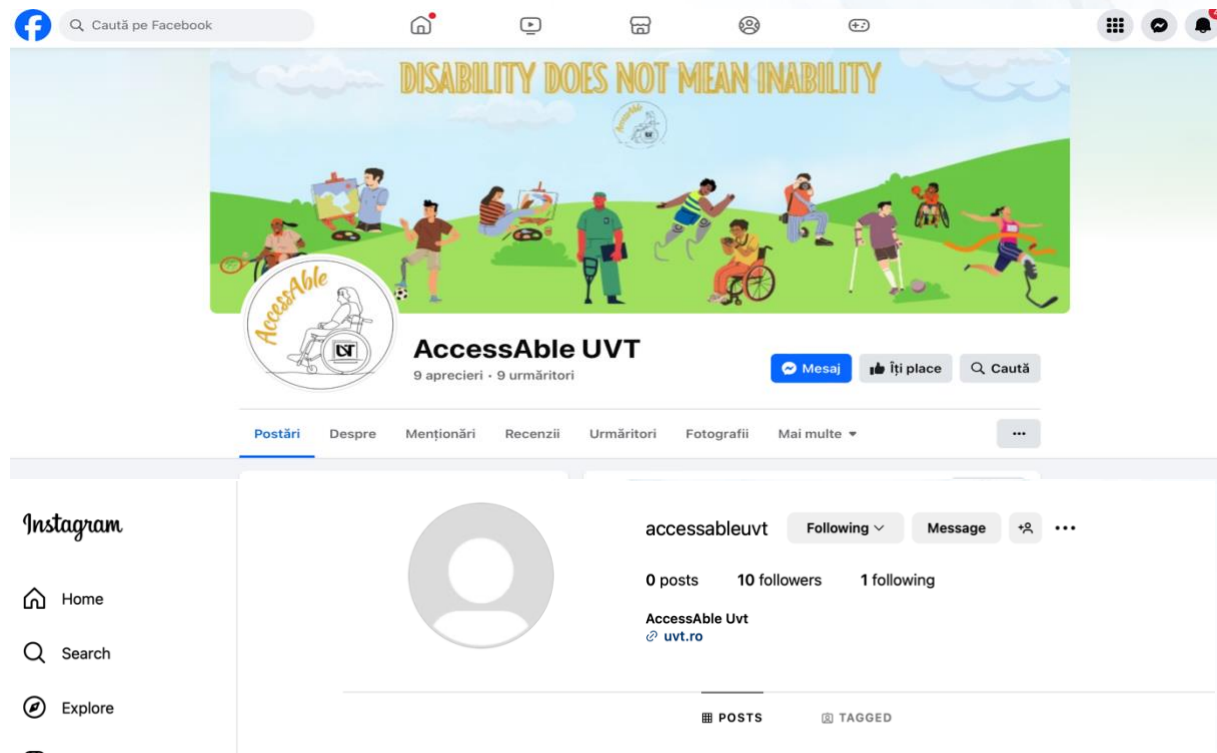 Caută pe Facebook
DISABILITY DOES NOT MEAN INABILITY
AccessAble
AccessAble
UVT
AccessAble UVT
9 aprecieri • 9 urmăritori
Mesaj Îți place Caută
Postări Despre Menționări Recenzii Urmăritori Fotografii Mai multe
Instagram
accessableuvt Following Message
0 posts 10 followers 1 following
AccessAble Uvt
uvt.ro
Home
Search
Explore
POSTS TAGGED